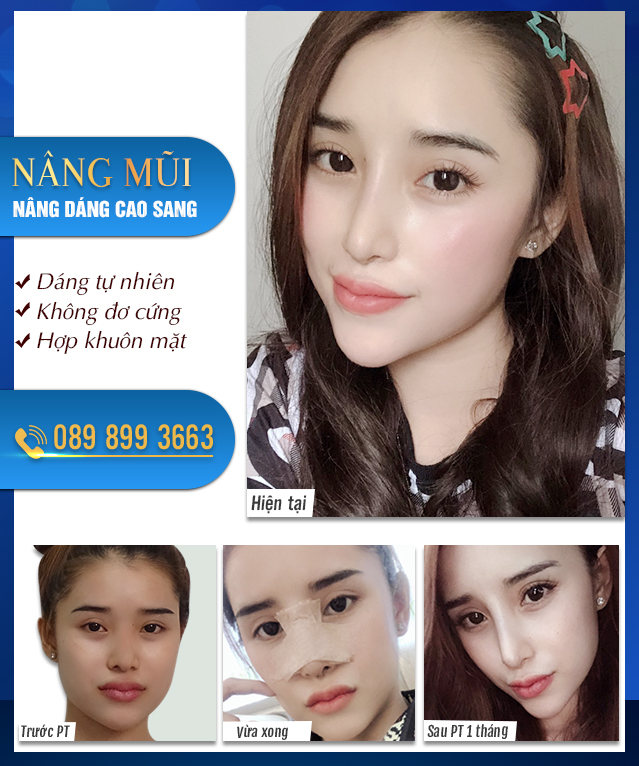 NÂNG MŨI
NÂNG DÁNG CAO SANG
Dáng tự nhiên
Không đơ cứng
Hợp khuôn mặt
089 899 3663
Hiện tại
Trước PT
Vừa xong
Sau PT 1 tháng